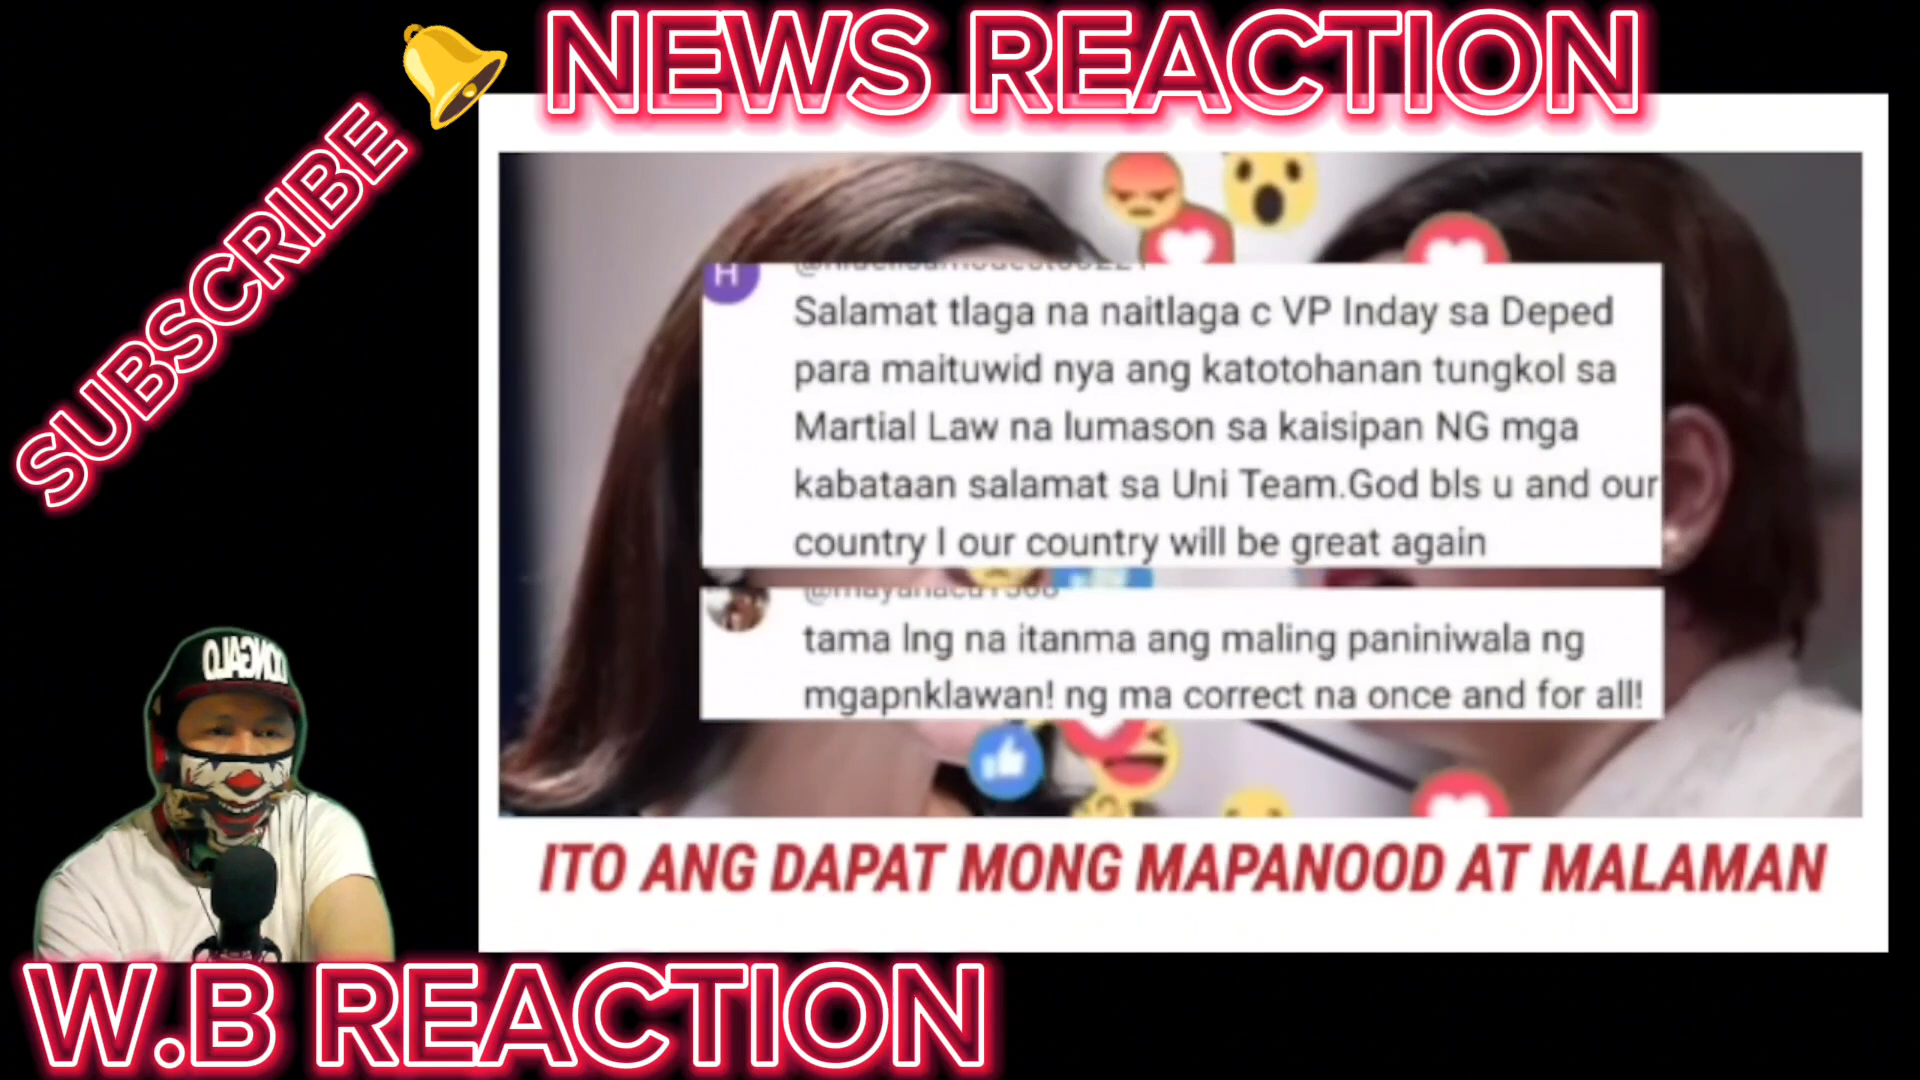 NEWS REACTION
SUBSCRIBE
H
Salamat tlaga na naitlaga c VP Inday sa Deped
para maituwid nya ang katotohanan tungkol sa
Martial Law na lumason sa kaisipan NG mga
kabataan salamat sa Uni Team.God bls u and our
country I our country will be great again
tama lng na itanma ang maling paniniwala ng
mgapnklawan! ng ma correct na once and for all!
ITO ANG DAPAT MONG MAPANOOD AT MALAMAN
W.B REACTION